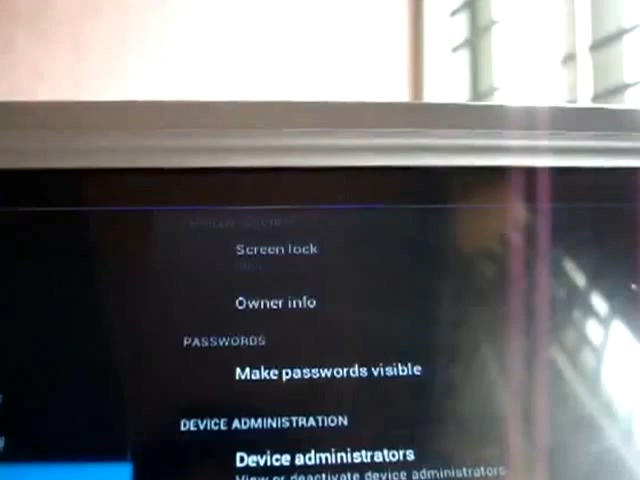 Screen lock
Owner info
PASSWORDS
Make passwords visible
DEVICE ADMINISTRATION
Device administrators
View or deactivate device administrators